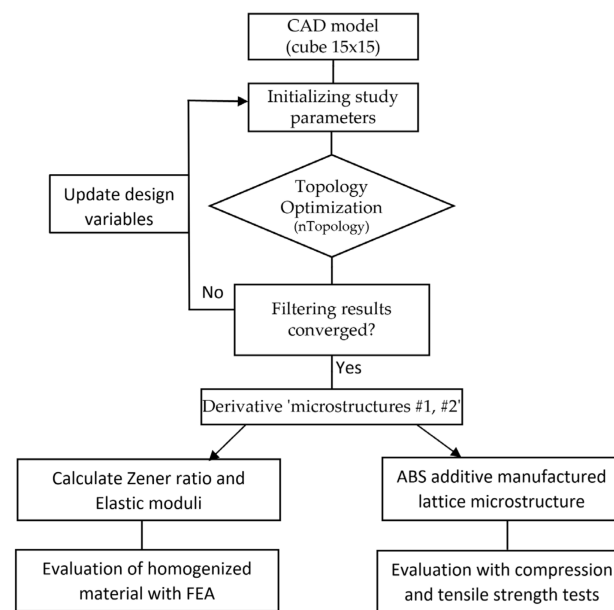 CAD model
(cube 15x15)
Initializing study
parameters
Update design
variables
Topology
Optimization
(nTopology)
No
Filtering results
converged?
Yes
Derivative 'microstructures #1, #2'
Calculate Zener ratio and
Elastic moduli
ABS additive manufactured
lattice microstructure
Evaluation of homogenized
material with FEA
Evaluation with compression
and tensile strength tests